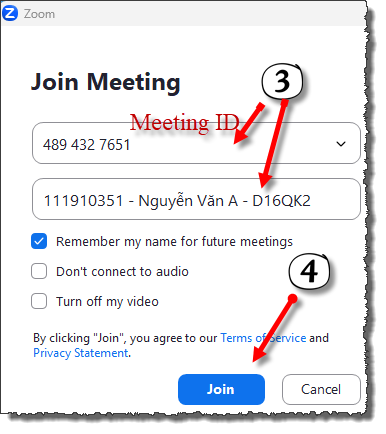 Zoom
Join Meeting
3
Meeting ID
489 432 7651
111910351 - Nguyễn Văn A - D16QK2
Remember my name for future meetings
Don't connect to audio
4
Turn off my video
By clicking "Join", you agree to our Terms of Service and
Privacy Statement.
Join Cancel